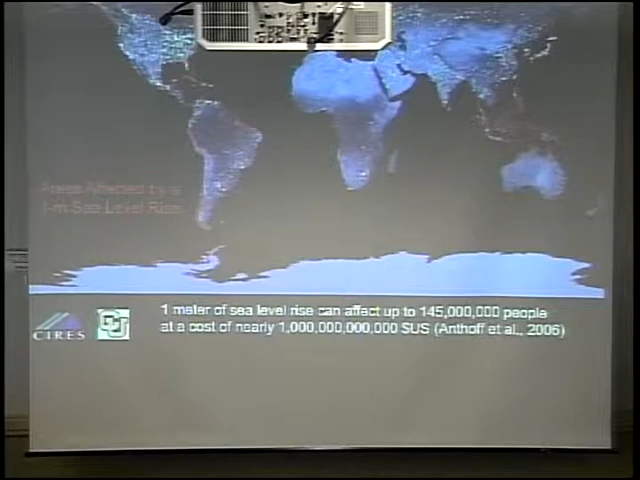 Areas Affected by a
1-m Sea Level Rise
CIRES
CU
1 meter of sea level rise can affect up to 145,000,000 people
at a cost of nearly 1,000,000,000,000 $US (Anthoff et al., 2006)